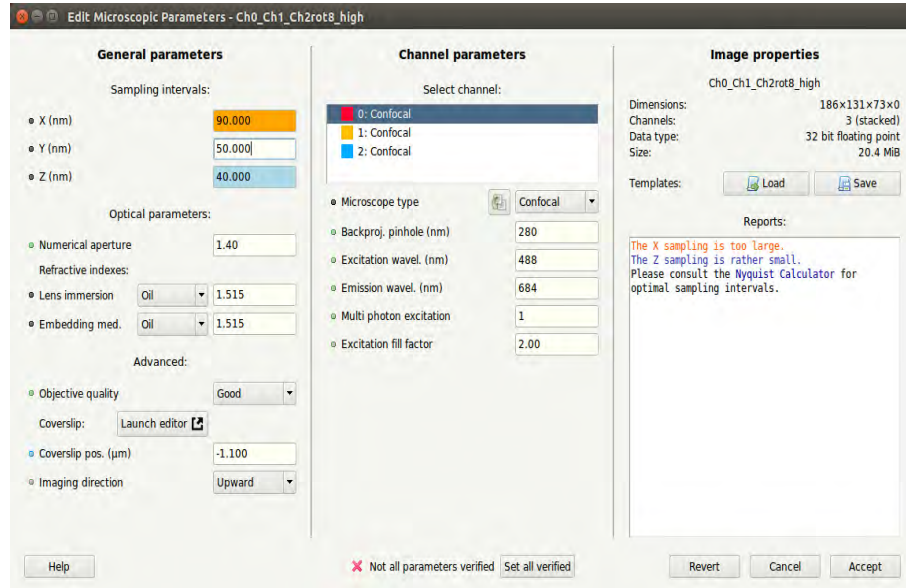 Edit Microscopic Parameters - Ch0_Ch1_Ch2rot8_high
General parameters
Sampling intervals:
X (nm) 90.000
Y (nm) 50.000
Z (nm) 40.000
Optical parameters:
Numerical aperture 1.40
Refractive indexes:
Lens immersion Oil 1.515
Embedding med. Oil 1.515
Advanced:
Objective quality Good
Coverslip: Launch editor
Coverslip pos. (µm) -1.100
Imaging direction Upward
Channel parameters
Select channel:
0: Confocal
1: Confocal
2: Confocal
Microscope type Confocal
Backproj. pinhole (nm) 280
Excitation wavel. (nm) 488
Emission wavel. (nm) 684
Multi photon excitation 1
Excitation fill factor 2.00
Image properties
Ch0_Ch1_Ch2rot8_high
Dimensions: 186×131×73×0
Channels: 3 (stacked)
Data type: 32 bit floating point
Size: 20.4 MiB
Templates: Load Save
Reports:
The X sampling is too large.
The Z sampling is rather small.
Please consult the Nyquist Calculator for
optimal sampling intervals.
Help Not all parameters verified Set all verified Revert Cancel Accept